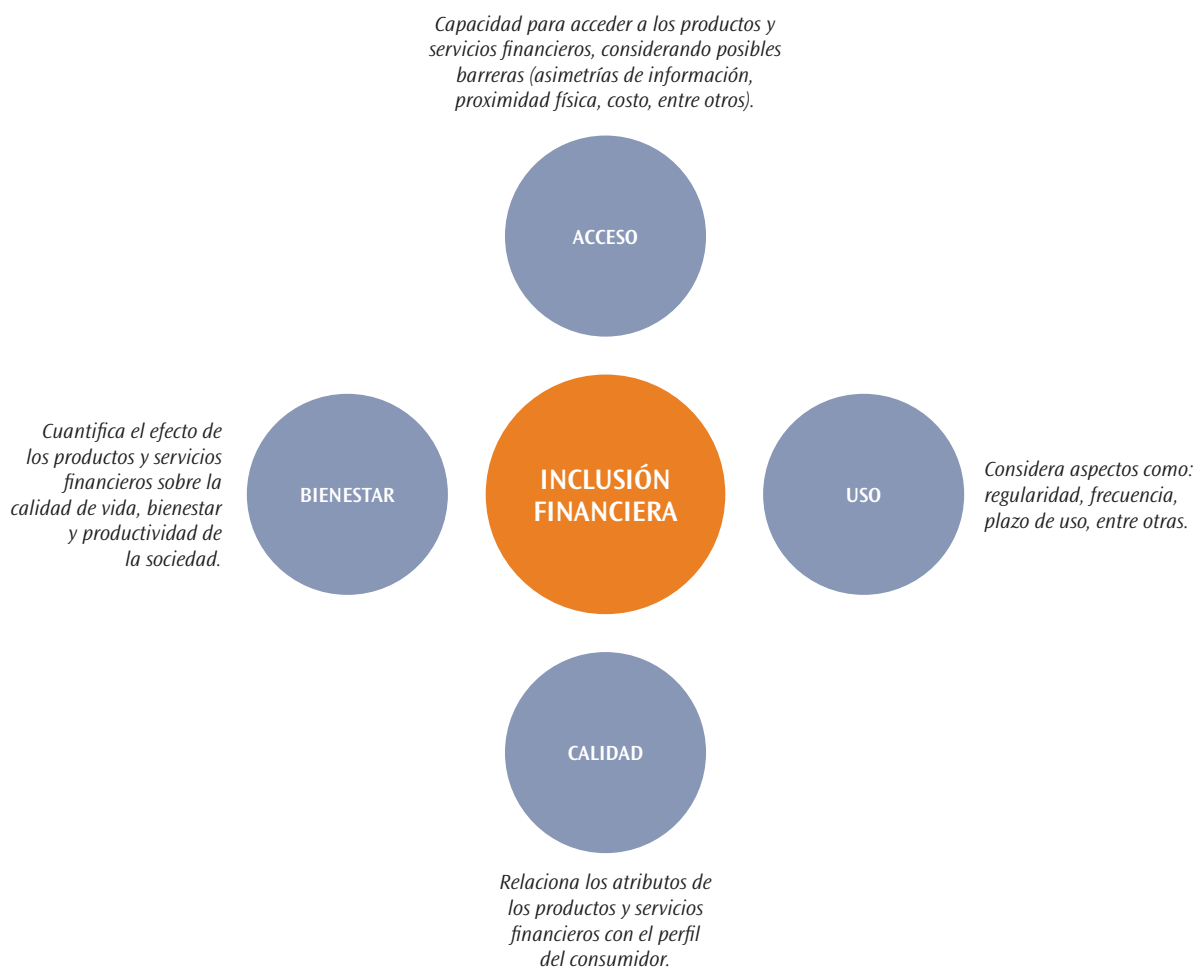 Capacidad para acceder a los productos y
servicios financieros, considerando posibles
barreras (asimetrías de información,
proximidad física, costo, entre otros).
ACCESO
Cuantifica el efecto de
los productos y servicios
financieros sobre la
calidad de vida, bienestar
y productividad de
la sociedad.
BIENESTAR
INCLUSIÓN
FINANCIERA
USO
Considera aspectos como:
regularidad, frecuencia,
plazo de uso, entre otras.
CALIDAD
Relaciona los atributos de
los productos y servicios
financieros con el perfil
del consumidor.